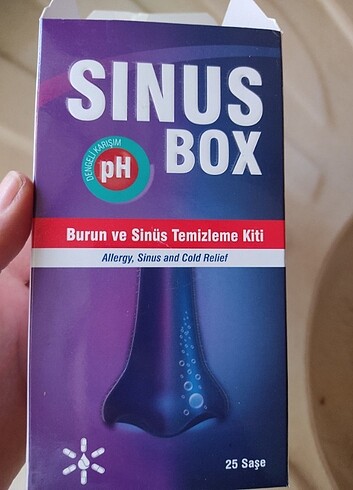 SINUS
BOX
DENGELİ KARIŞIM
pH
Burun ve Sinüs Temizleme Kiti
Allergy, Sinus and Cold Relief
25 Saşe